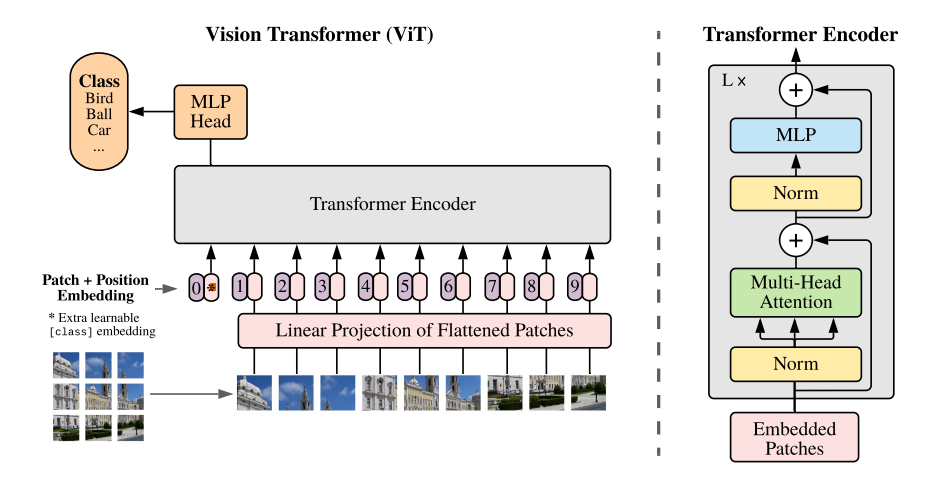 Vision Transformer (ViT)
Class
Bird
Ball
Car
...
MLP
Head
Transformer Encoder
Patch + Position
Embedding
* Extra learnable
[class] embedding
0 *
1
2
3
4
5
6
7
8
9
Linear Projection of Flattened Patches
Transformer Encoder
L x
+
MLP
Norm
+
Multi-Head
Attention
Norm
Embedded
Patches